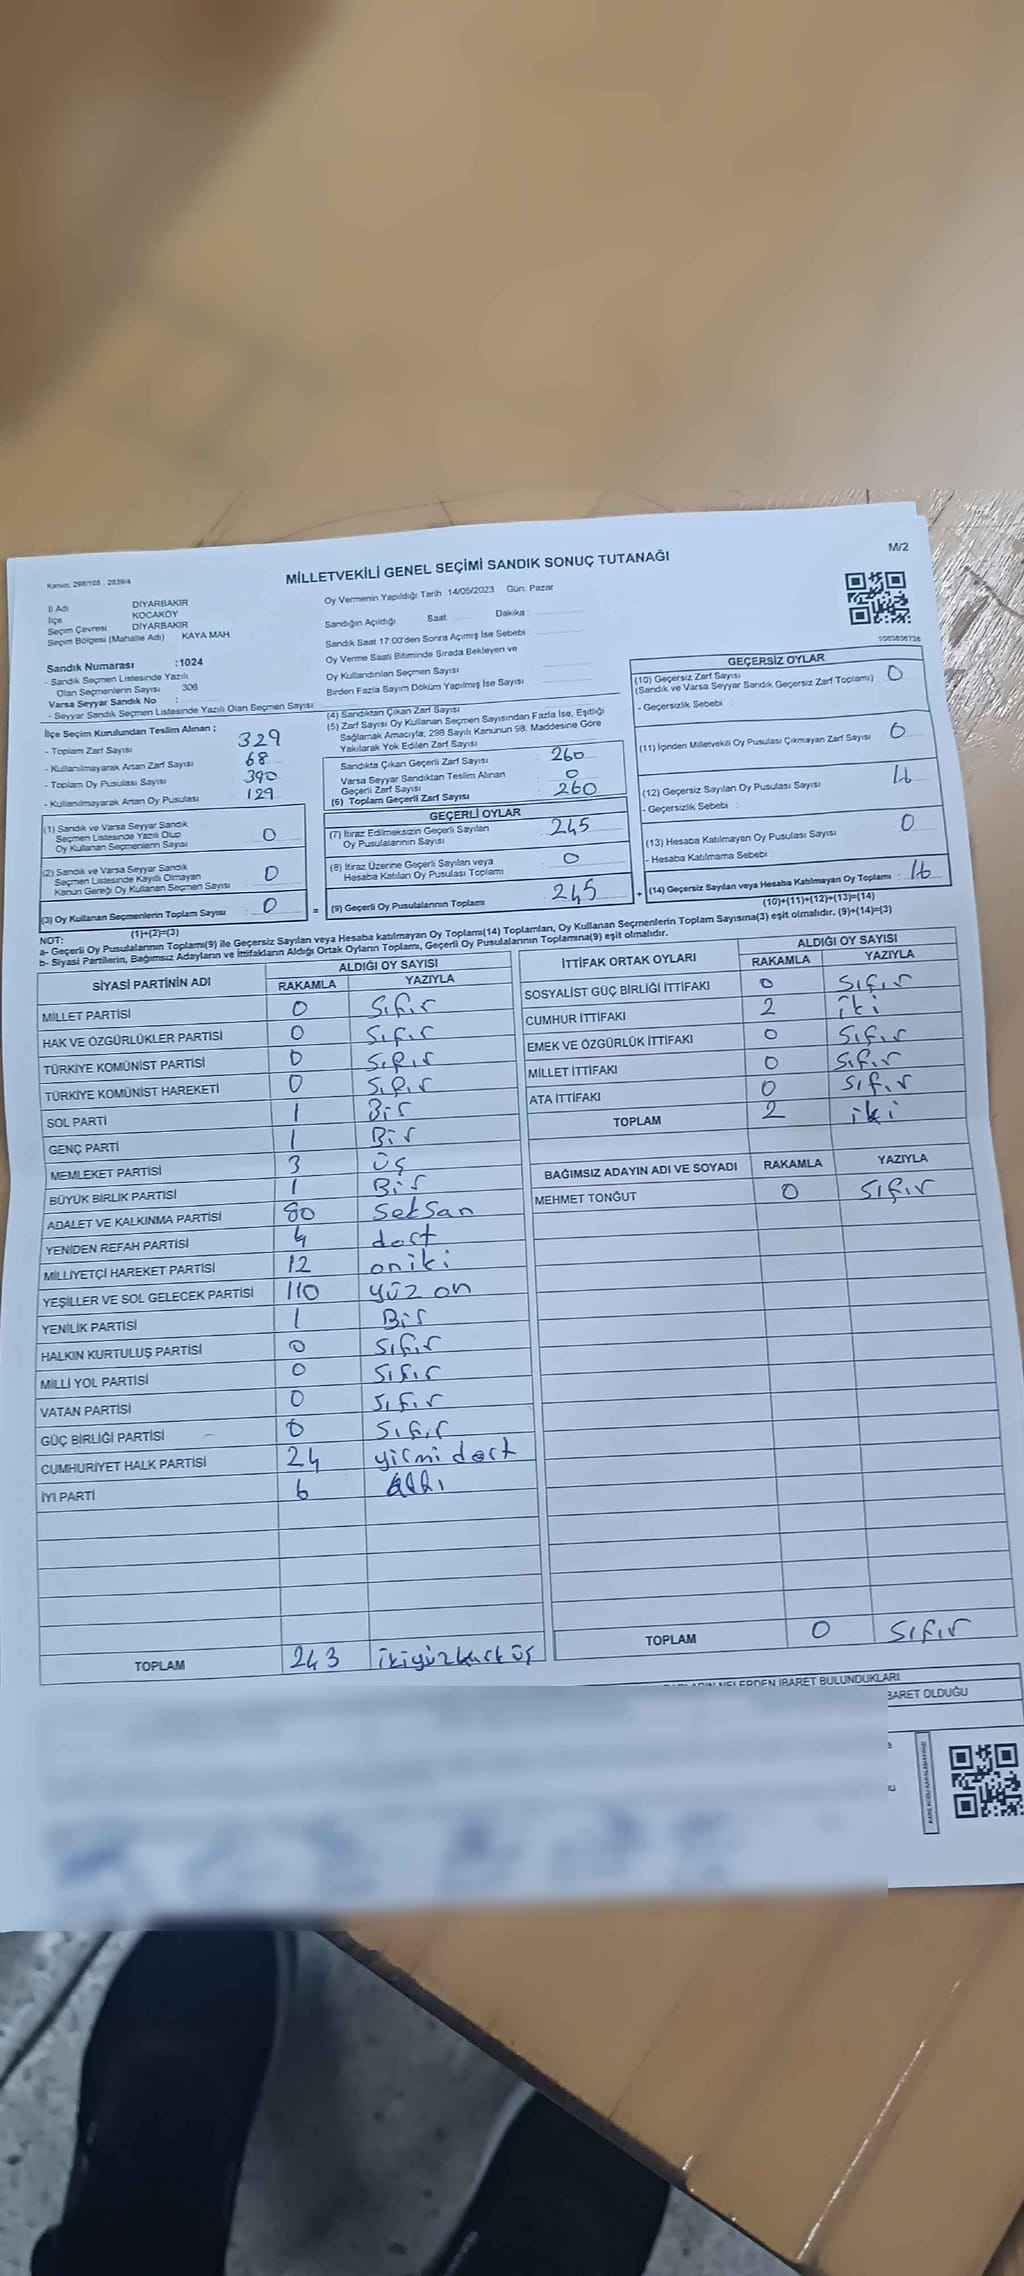 Kanun: 298/105 , 2839/4
MİLLETVEKİLİ GENEL SEÇİMİ SANDIK SONUÇ TUTANAĞI
M/2
İl Adı DİYARBAKIR
İlçe KOCAKÖY
Seçim Çevresi DİYARBAKIR
Seçim Bölgesi (Mahalle Adı) KAYA MAH.
Sandık Numarası :1024
- Sandık Seçmen Listesinde Yazılı
Olan Seçmenlerin Sayısı 306
Varsa Seyyar Sandık No :
- Seyyar Sandık Seçmen Listesinde Yazılı Olan Seçmen Sayısı:
Oy Vermenin Yapıldığı Tarih :14/05/2023 Gün: Pazar
Sandığın Açıldığı Saat Dakika :
Sandık Saat 17:00'den Sonra Açımış İse Sebebi
Oy Verme Saati Bitiminde Sırada Bekleyen ve
Oy Kullandırılan Seçmen Sayısı
Birden Fazla Sayım Döküm Yapılmış İse Sayısı
İlçe Seçim Kurulundan Teslim Alınan :
- Toplam Zarf Sayısı 329
- Kullanılmayarak Artan Zarf Sayısı 68
- Toplam Oy Pusulası Sayısı 390
- Kullanılmayarak Artan Oy Pusulası 129
(1) Sandık ve Varsa Seyyar Sandık
Seçmen Listesinde Yazılı Olup
Oy Kullanan Seçmenlerin Sayısı 0
(2) Sandık ve Varsa Seyyar Sandık
Seçmen Listesinde Kayıtlı Olmayan
Kanun Gereği Oy Kullanan Seçmen Sayısı : 0
(3) Oy Kullanan Seçmenlerin Toplam Sayısı : 0
(1)+(2)=(3)
(4) Sandıktan Çıkan Zarf Sayısı
(5) Zarf Sayısı Oy Kullanan Seçmen Sayısından Fazla İse, Eşitliği
Sağlamak Amacıyla, 298 Sayılı Kanunun 98. Maddesine Göre
Yakılarak Yok Edilen Zarf Sayısı
Sandıkta Çıkan Geçerli Zarf Sayısı : 260
Varsa Seyyar Sandıktan Teslim Alınan
Geçerli Zarf Sayısı : 0
(6) Toplam Geçerli Zarf Sayısı : 260
GEÇERLİ OYLAR
(7) İtiraz Edilmeksizin Geçerli Sayılan
Oy Pusulalarının Sayısı : 245
(8) İtiraz Üzerine Geçerli Sayılan veya
Hesaba Katılan Oy Pusulası Toplamı : 0
= (9) Geçerli Oy Pusulalarının Toplamı : 245
GEÇERSİZ OYLAR
(10) Geçersiz Zarf Sayısı
(Sandık ve Varsa Seyyar Sandık Geçersiz Zarf Toplamı) 0
- Geçersizlik Sebebi :
(11) İçinden Milletvekili Oy Pusulası Çıkmayan Zarf Sayısı 0
(12) Geçersiz Sayılan Oy Pusulası Sayısı 16
- Geçersizlik Sebebi :
(13) Hesaba Katılmayan Oy Pusulası Sayısı 0
- Hesaba Katılmama Sebebi :
+ (14) Geçersiz Sayılan veya Hesaba Katılmayan Oy Toplamı : 16
(10)+(11)+(12)+(13)=(14)
NOT:
a- Geçerli Oy Pusulalarının Toplamı(9) ile Geçersiz Sayılan veya Hesaba katılmayan Oy Toplamı(14) Toplamları, Oy Kullanan Seçmenlerin Toplam Sayısına(3) eşit olmalıdır. (9)+(14)=(3)
b- Siyasi Partilerin, Bağımsız Adayların ve İttifakların Aldığı Ortak Oyların Toplamı, Geçerli Oy Pusulalarının Toplamına(9) eşit olmalıdır.
SİYASİ PARTİNİN ADI ALDIĞI OY SAYISI
RAKAMLA YAZIYLA
MİLLET PARTİSİ 0 Sıfır
HAK VE ÖZGÜRLÜKLER PARTİSİ 0 Sıfır
TÜRKİYE KOMÜNİST PARTİSİ 0 Sıfır
TÜRKİYE KOMÜNİST HAREKETİ 0 Sıfır
SOL PARTİ 1 Bir
GENÇ PARTİ 1 Bir
MEMLEKET PARTİSİ 3 üç
BÜYÜK BİRLİK PARTİSİ 1 Bir
ADALET VE KALKINMA PARTİSİ 80 Seksan
YENİDEN REFAH PARTİSİ 4 dört
MİLLİYETÇİ HAREKET PARTİSİ 12 oniki
YEŞİLLER VE SOL GELECEK PARTİSİ 110 yüz on
YENİLİK PARTİSİ 1 Bir
HALKIN KURTULUŞ PARTİSİ 0 Sıfır
MİLLİ YOL PARTİSİ 0 Sıfır
VATAN PARTİSİ 0 Sıfır
GÜÇ BİRLİĞİ PARTİSİ 0 Sıfır
CUMHURİYET HALK PARTİSİ 24 yirmi dört
İYİ PARTİ 6 Altı
TOPLAM 243 ikiyüzkırk üç
İTTİFAK ORTAK OYLARI ALDIĞI OY SAYISI
RAKAMLA YAZIYLA
SOSYALİST GÜÇ BİRLİĞİ İTTİFAKI 0 Sıfır
CUMHUR İTTİFAKI 2 iki
EMEK VE ÖZGÜRLÜK İTTİFAKI 0 Sıfır
MİLLET İTTİFAKI 0 Sıfır
ATA İTTİFAKI 0 Sıfır
TOPLAM 2 iki
BAĞIMSIZ ADAYIN ADI VE SOYADI RAKAMLA YAZIYLA
MEHMET TONĞUT 0 Sıfır
TOPLAM 0 Sıfır
NELERDEN İBARET BULUNDUKLARI
BARET OLDUĞU